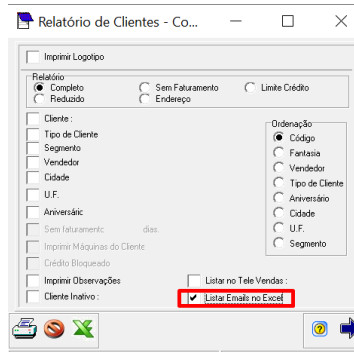 Relatório de Clientes - Co...
Imprimir Logotipo
Relatório
Completo Sem Faturamento Limite Crédito
Reduzido Endereço
Cliente :
Tipo de Cliente
Segmento
Vendedor
Cidade
U.F.
Aniversáric
Sem faturamentc dias.
Imprimir Máquinas do Cliente
Crédito Bloqueado
Imprimir Observações
Cliente Inativo :
Ordenação
Código
Fantasia
Vendedor
Tipo de Cliente
Aniversário
Cidade
U.F.
Segmento
Listar no Tele Vendas :
Listar Emails no Excel